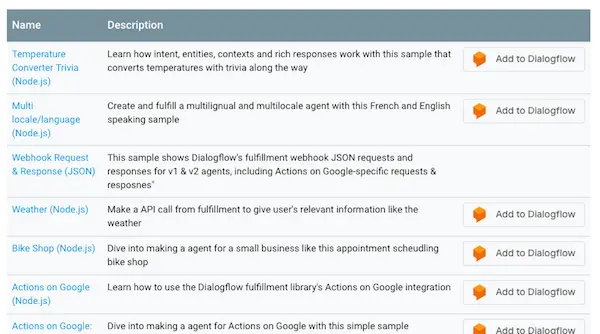 Name Description
Temperature Learn how intent, entities, contexts and rich responses work with this sample that
Converter Trivia converts temperatures with trivia along the way
(Node.js)
Add to Dialogflow
Multi Create and fulfill a multilignual and multilocale agent with this French and English
locale/language speaking sample
(Node.js)
Add to Dialogflow
Webhook Request This sample shows Dialogflow's fulfillment webhook JSON requests and
& Response (JSON) responses for v1 & v2 agents, including Actions on Google-specific requests &
resposnes"
Weather (Node.js) Make a API call from fulfillment to give user's relevant information like the
weather
Add to Dialogflow
Bike Shop (Node.js) Dive into making a agent for a small business like this appointment scheudling
bike shop
Add to Dialogflow
Actions on Google Learn how to use the Dialogflow fulfillment library's Actions on Google integration
(Node.js)
Add to Dialogflow
Actions on Google: Dive into making a agent for Actions on Google with this simple sample
Add to Dialogflow